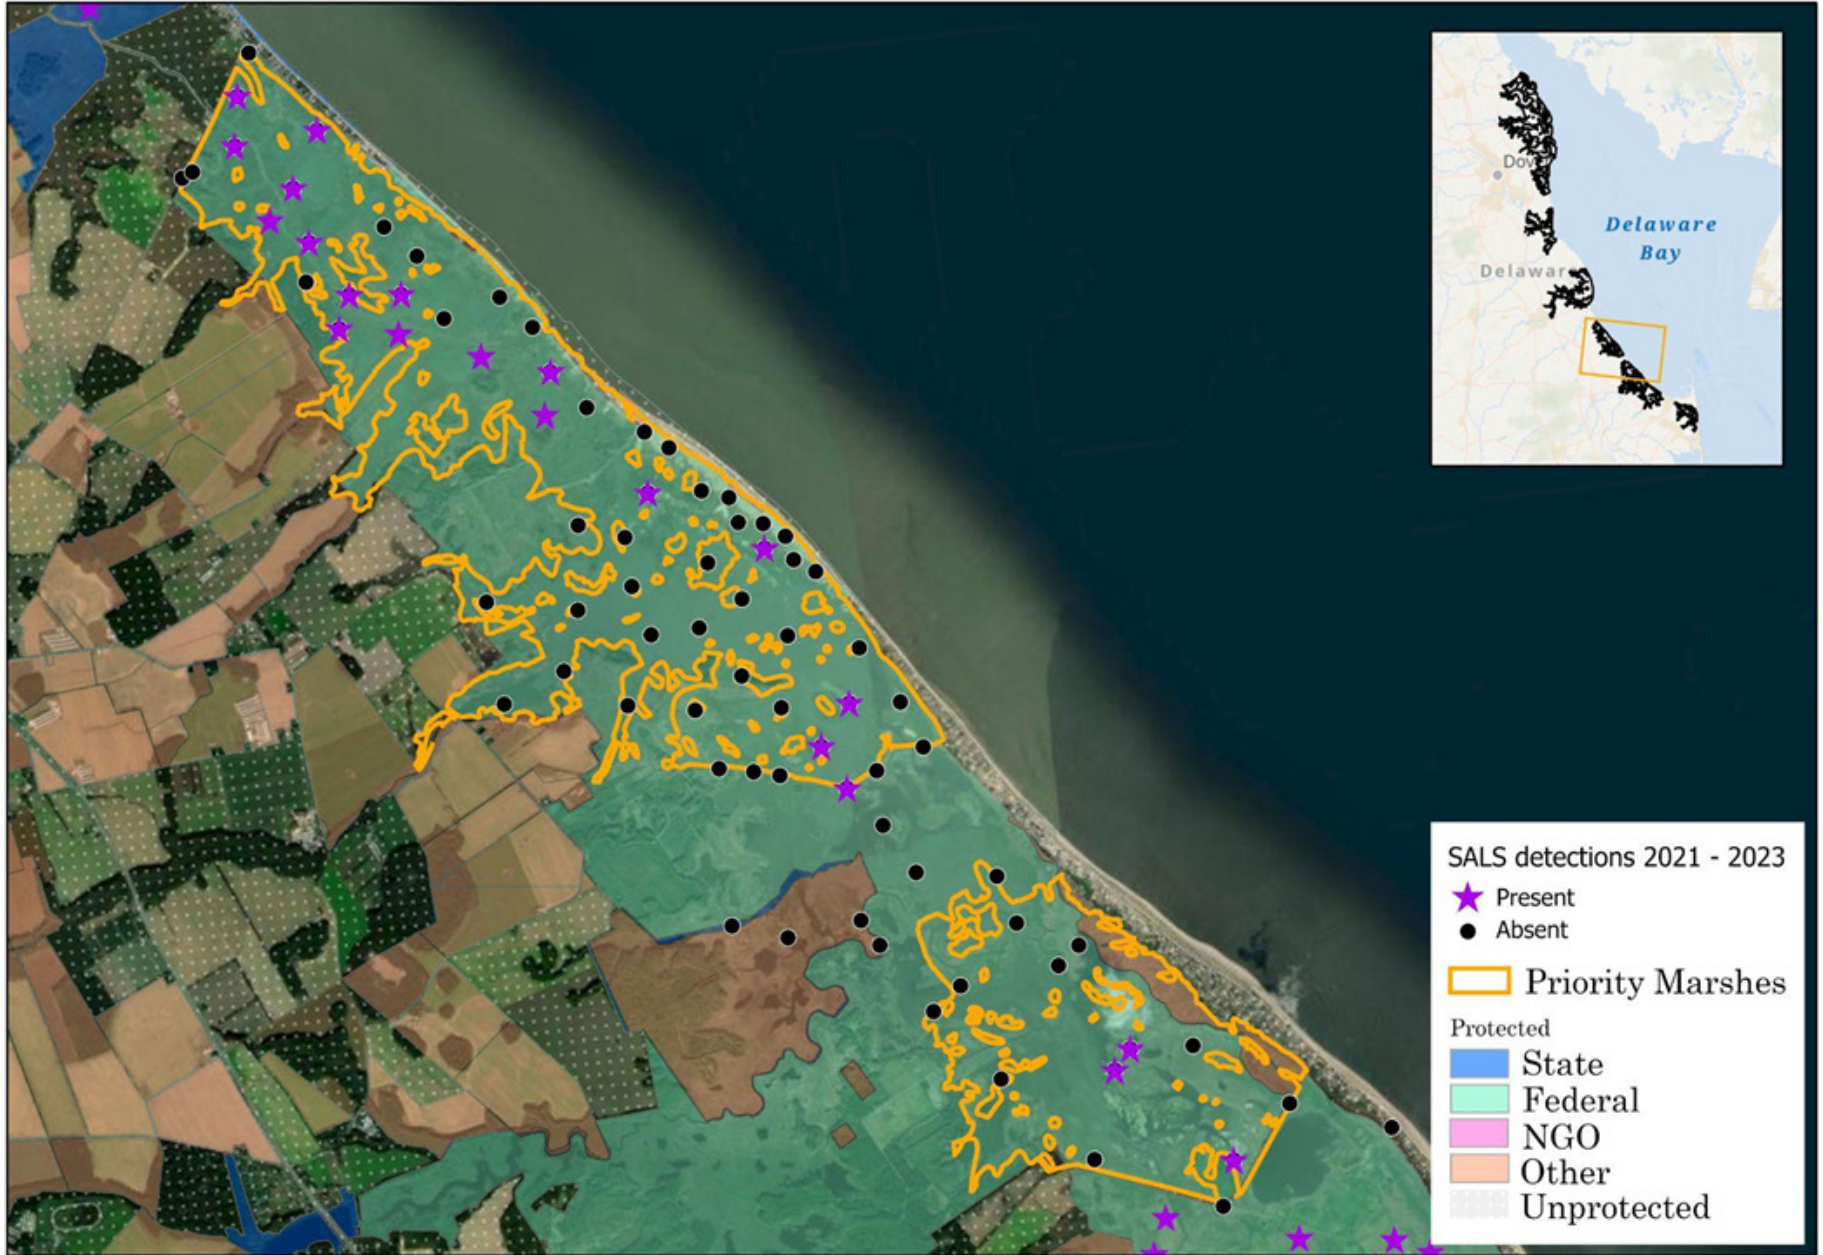 Dov
Delaware
Bay
Delawar
SALS detections 2021 - 2023
Present
Absent
Priority Marshes
Protected
State
Federal
NGO
Other
Unprotected